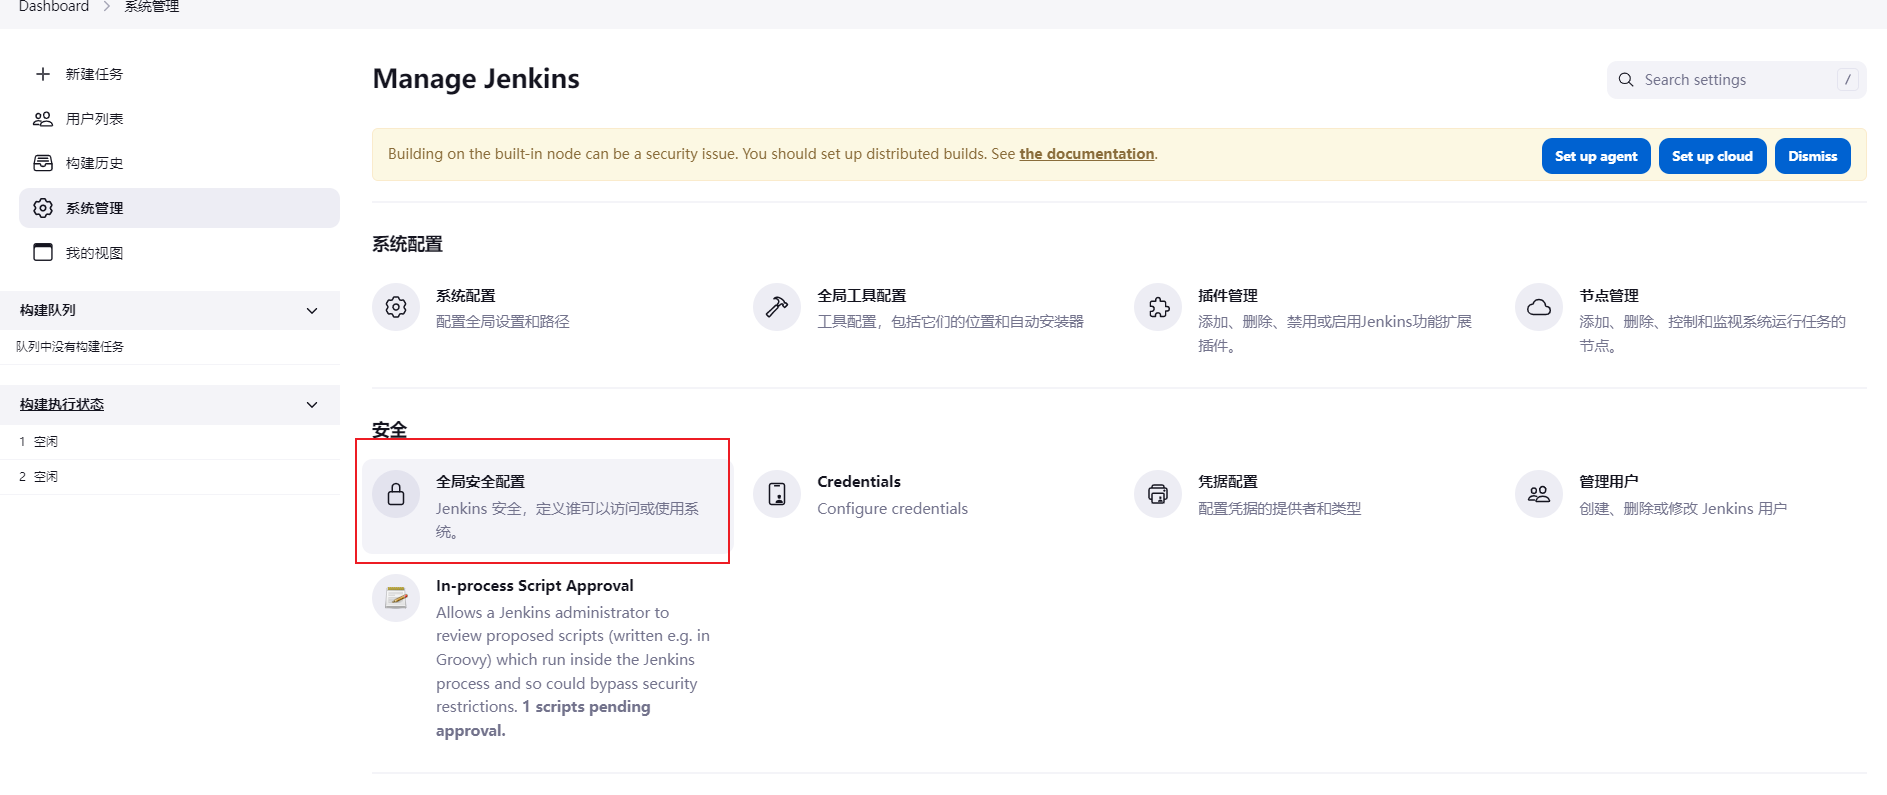 Dashboard > 系统管理
新建任务
用户列表
构建历史
系统管理
我的视图
构建队列
队列中没有构建任务
构建执行状态
1 空闲
2 空闲
Manage Jenkins
Search settings /
Building on the built-in node can be a security issue. You should set up distributed builds. See the documentation.
Set up agent
Set up cloud
Dismiss
系统配置
系统配置
配置全局设置和路径
全局工具配置
工具配置，包括它们的位置和自动安装器
插件管理
添加、删除、禁用或启用Jenkins功能扩展
插件。
节点管理
添加、删除、控制和监视系统运行任务的
节点。
安全
全局安全配置
Jenkins 安全，定义谁可以访问或使用系
统。
Credentials
Configure credentials
凭据配置
配置凭据的提供者和类型
管理用户
创建、删除或修改 Jenkins 用户
In-process Script Approval
Allows a Jenkins administrator to
review proposed scripts (written e.g. in
Groovy) which run inside the Jenkins
process and so could bypass security
restrictions. 1 scripts pending
approval.